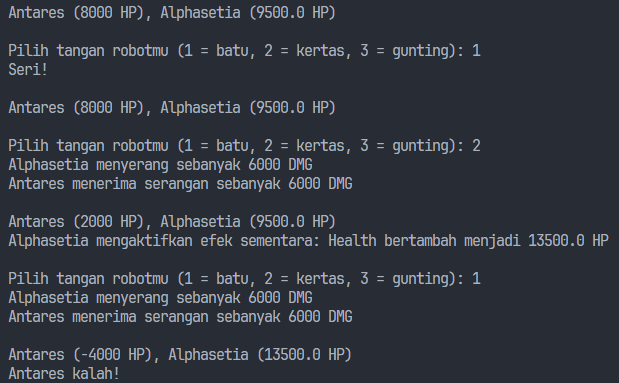 Antares (8000 HP), Alphasetia (9500.0 HP)
Pilih tangan robotmu (1 = batu, 2 = kertas, 3 = gunting): 1
Seri!
Antares (8000 HP), Alphasetia (9500.0 HP)
Pilih tangan robotmu (1 = batu, 2 = kertas, 3 = gunting): 2
Alphasetia menyerang sebanyak 6000 DMG
Antares menerima serangan sebanyak 6000 DMG
Antares (2000 HP), Alphasetia (9500.0 HP)
Alphasetia mengaktifkan efek sementara: Health bertambah menjadi 13500.0 HP
Pilih tangan robotmu (1 = batu, 2 = kertas, 3 = gunting): 1
Alphasetia menyerang sebanyak 6000 DMG
Antares menerima serangan sebanyak 6000 DMG
Antares (-4000 HP), Alphasetia (13500.0 HP)
Antares kalah!